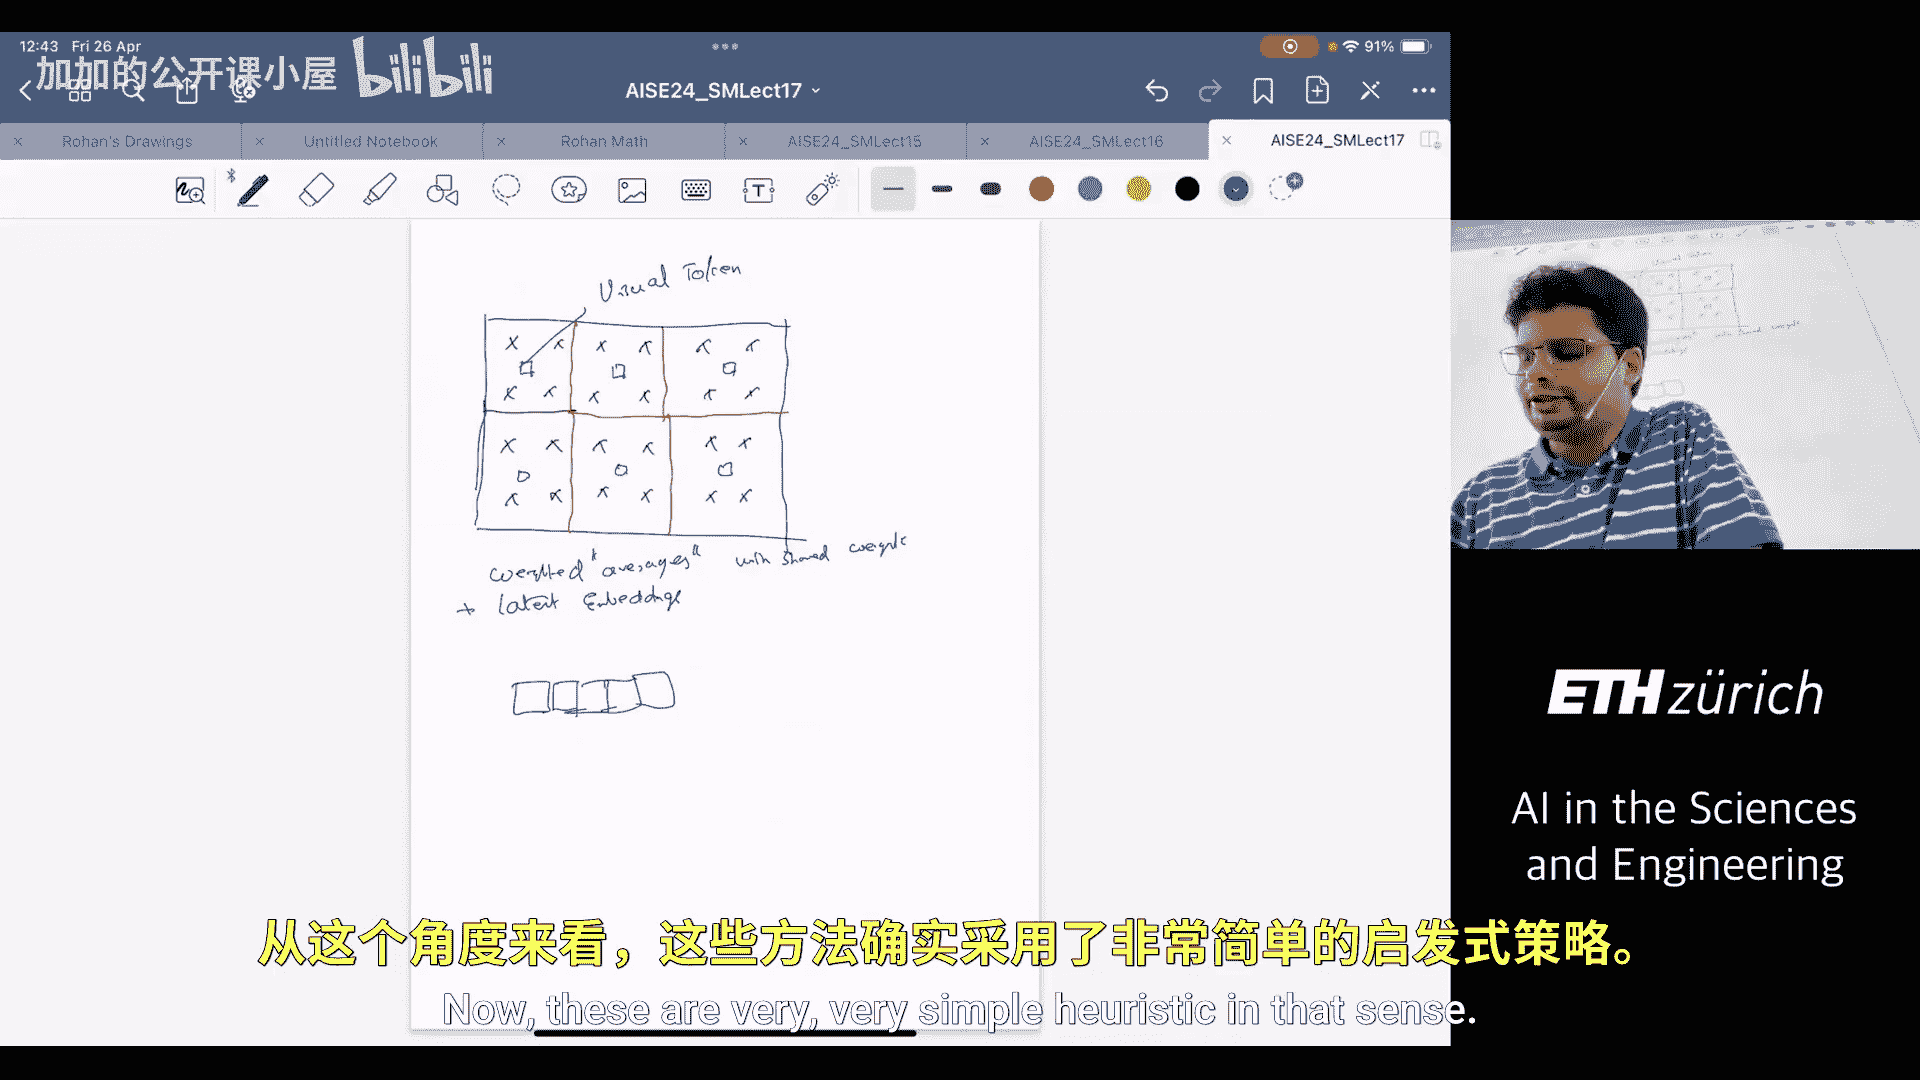 12:43 Fri 26 Apr
91%
加加的公开课小屋 bilibili
AISE24_SMLect17
Rohan's Drawings
Untitled Notebook
Rohan Math
AISE24_SMLect15
AISE24_SMLect16
AISE24_SMLect17
Visual Token
weighted "averages" with shared
+ latent Embeddings
ETH zürich
AI in the Sciences
and Engineering
从这个角度来看，这些方法确实采用了非常简单的启发式策略。
Now, these are very, very simple heuristic in that sense.